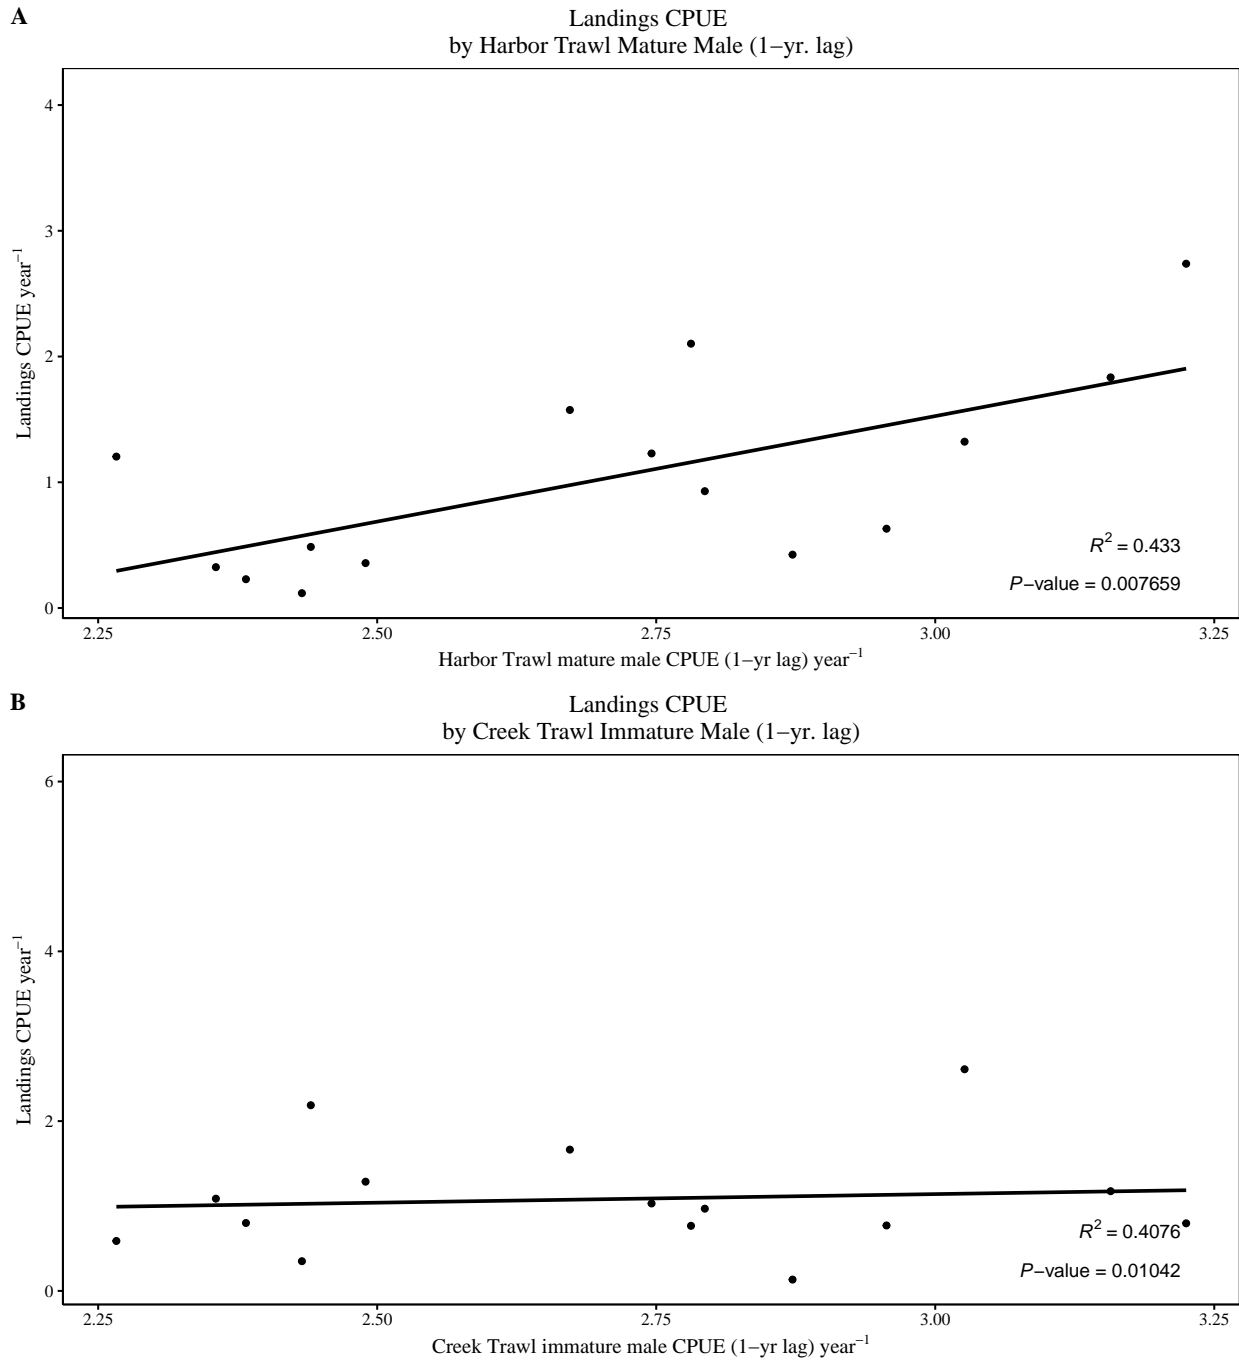 A
Landings CPUE
by Harbor Trawl Mature Male (1−yr. lag)
Landings CPUE year⁻¹
4
3
2
1
0
R² = 0.433
P−value = 0.007659
2.25 2.50 2.75 3.00 3.25
Harbor Trawl mature male CPUE (1−yr lag) year⁻¹
B
Landings CPUE
by Creek Trawl Immature Male (1−yr. lag)
Landings CPUE year⁻¹
6
4
2
0
R² = 0.4076
P−value = 0.01042
2.25 2.50 2.75 3.00 3.25
Creek Trawl immature male CPUE (1−yr lag) year⁻¹